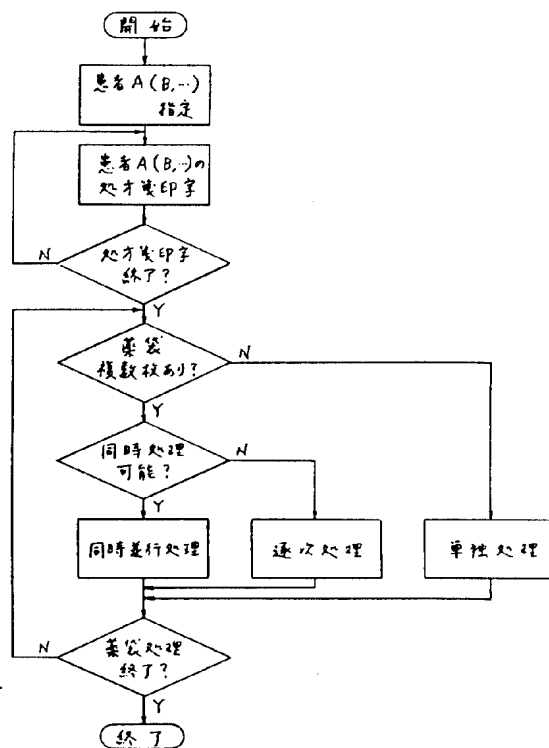 開始
患者A(B,…)
指定
患者A(B,…)の
処方箋印字
処方箋印字
終了?
N
Y
薬袋
複数枚あり?
N
Y
同時処理
可能?
N
Y
同時並行処理
逐次処理
単独処理
薬袋処理
終了?
N
Y
終了